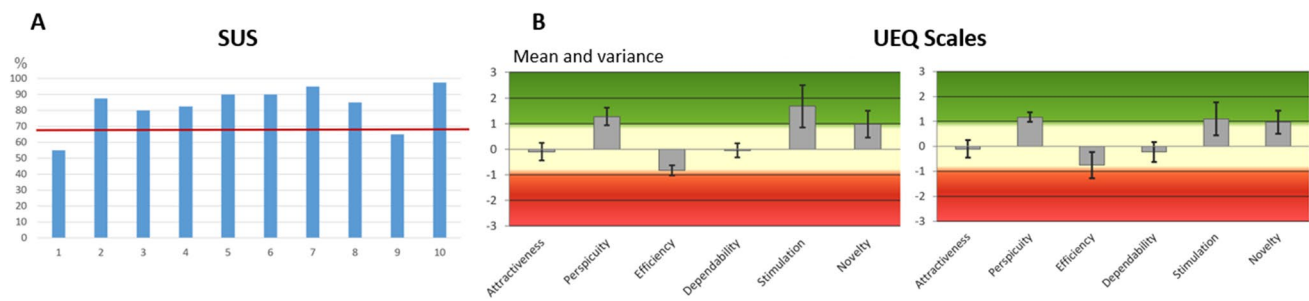 A
SUS
%
100
90
80
70
60
50
40
30
20
10
0
1 2 3 4 5 6 7 8 9 10
B
UEQ Scales
Mean and variance
3
2
1
0
-1
-2
-3
Attractiveness
Perspicuity
Efficiency
Dependability
Stimulation
Novelty
3
2
1
0
-1
-2
-3
Attractiveness
Perspicuity
Efficiency
Dependability
Stimulation
Novelty